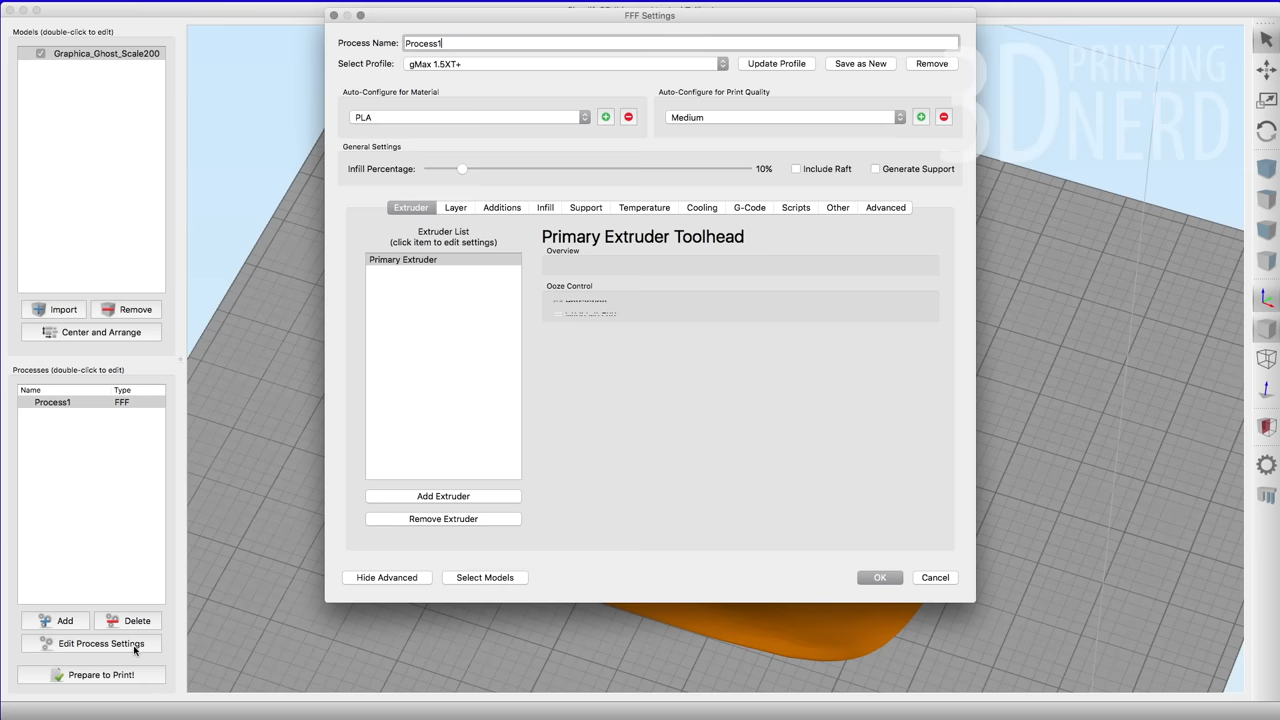 FFF Settings
Models (double-click to edit)
Graphica_Ghost_Scale200
Import
Remove
Center and Arrange
Processes (double-click to edit)
Name Type
Process1 FFF
Add
Delete
Edit Process Settings
Prepare to Print!
Process Name: Process1
Select Profile: gMax 1.5XT+
Update Profile
Save as New
Remove
Auto-Configure for Material
PLA
Auto-Configure for Print Quality
Medium
General Settings
Infill Percentage: 10%
Include Raft
Generate Support
Extruder Layer Additions Infill Support Temperature Cooling G-Code Scripts Other Advanced
Extruder List
(click item to edit settings)
Primary Extruder
Add Extruder
Remove Extruder
Primary Extruder Toolhead
Overview
Ooze Control
Hide Advanced
Select Models
OK
Cancel
3D PRINTING
NERD